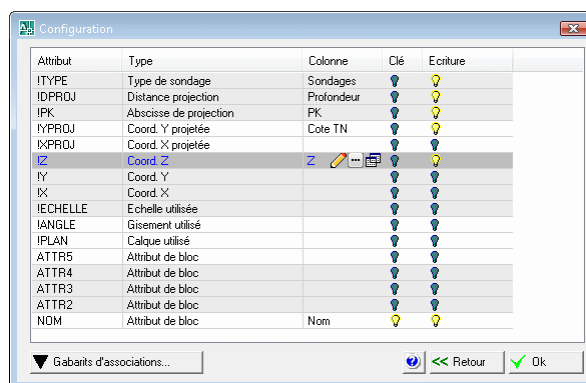 Configuration
Attribut Type Colonne Clé Ecriture
!TYPE Type de sondage Sondages
!DPROJ Distance projection Profondeur
!PK Abscisse de projection PK
!YPROJ Coord. Y projetée Cote TN
!XPROJ Coord. X projetée
!Z Coord. Z Z
!Y Coord. Y
!X Coord. X
!ECHELLE Echelle utilisée
!ANGLE Gisement utilisé
!PLAN Calque utilisé
ATTR5 Attribut de bloc
ATTR4 Attribut de bloc
ATTR3 Attribut de bloc
ATTR2 Attribut de bloc
NOM Attribut de bloc Nom
Gabarits d'associations... << Retour Ok